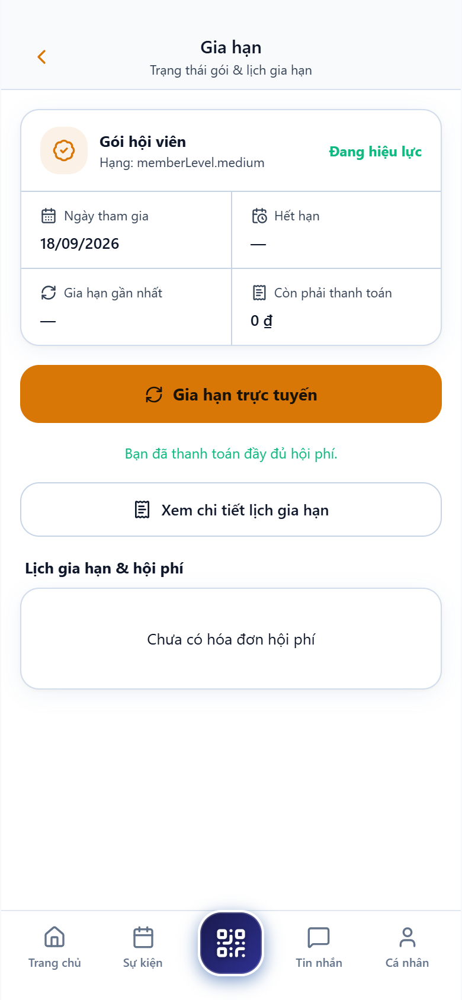 Gia hạn
Trạng thái gói & lịch gia hạn
Gói hội viên
Hạng: memberLevel.medium
Đang hiệu lực
Ngày tham gia
18/09/2026
Hết hạn
—
Gia hạn gần nhất
—
Còn phải thanh toán
0 ₫
Gia hạn trực tuyến
Bạn đã thanh toán đầy đủ hội phí.
Xem chi tiết lịch gia hạn
Lịch gia hạn & hội phí
Chưa có hóa đơn hội phí
Trang chủ
Sự kiện
Tin nhắn
Cá nhân